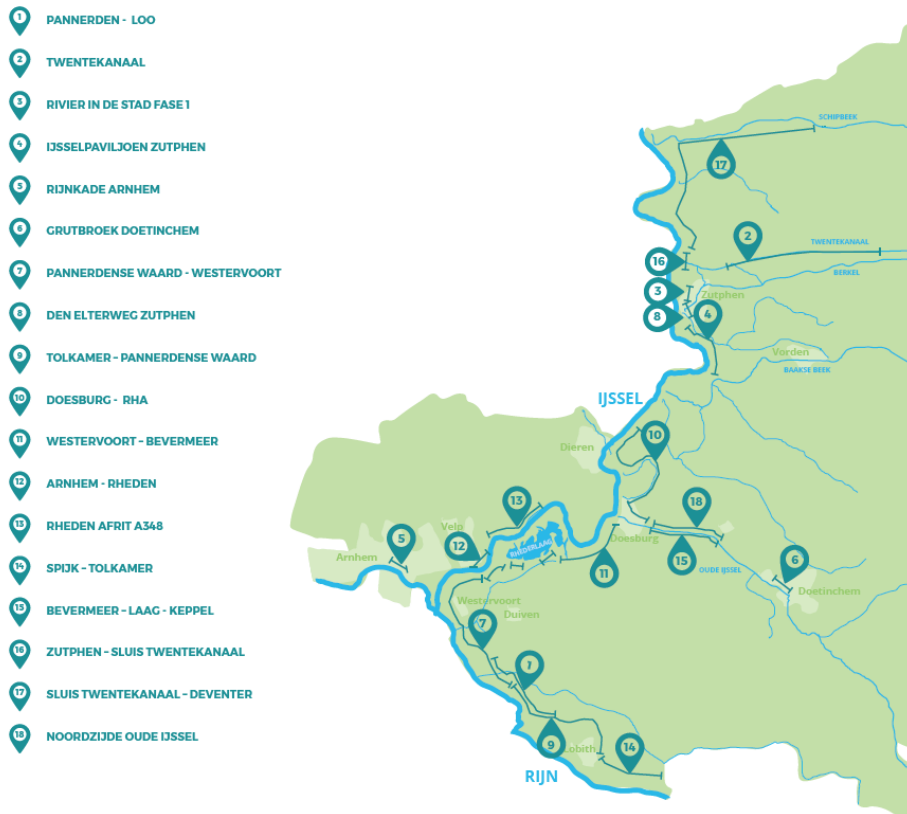 1 PANNERDEN - LOO
2 TWENTEKANAAL
3 RIVIER IN DE STAD FASE 1
4 IJSSELPAVILJOEN ZUTPHEN
5 RIJNKADE ARNHEM
6 GRUTBROEK DOETINCHEM
7 PANNERDENSE WAARD - WESTERVOORT
8 DEN ELTERWEG ZUTPHEN
9 TOLKAMER – PANNERDENSE WAARD
10 DOESBURG - RHA
11 WESTERVOORT – BEVERMEER
12 ARNHEM - RHEDEN
13 RHEDEN AFRIT A348
14 SPIJK – TOLKAMER
15 BEVERMEER – LAAG - KEPPEL
16 ZUTPHEN – SLUIS TWENTEKANAAL
17 SLUIS TWENTEKANAAL – DEVENTER
18 NOORDZIJDE OUDE IJSSEL
SCHIPBEEK
17
2
TWENTEKANAAL
16
BERKEL
3
Zutphen
8
4
Vorden
BAAKSE BEEK
IJSSEL
10
Dieren
13
18
Velp
5
12
RHEDERLAAG
Doesburg
Arnhem
15
11
OUDE IJSSEL
6
Doetinchem
Westervoort
Duiven
7
1
9
Lobith
14
RIJN